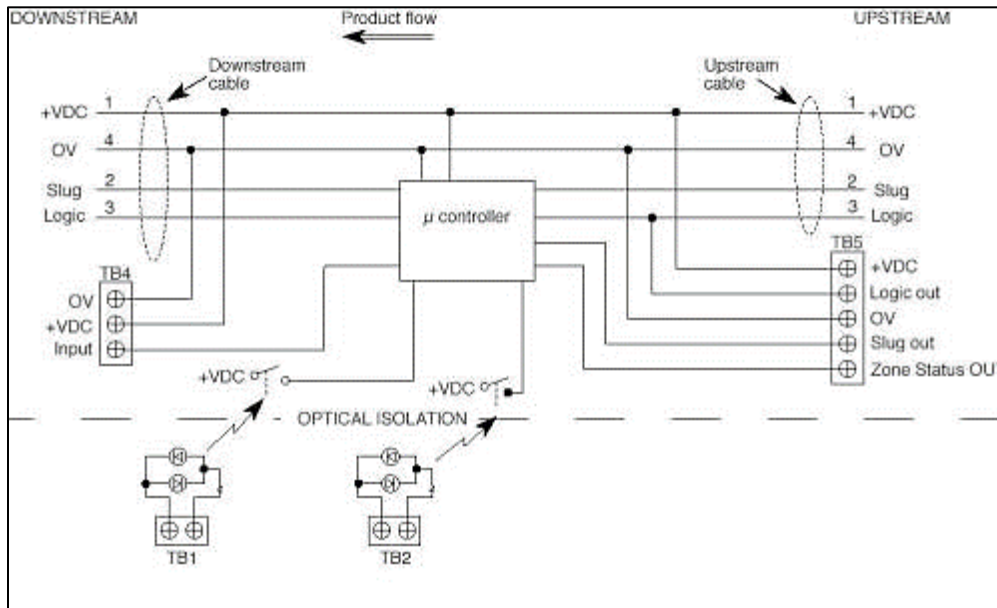 DOWNSTREAM
Product flow
UPSTREAM
Downstream
cable
Upstream
cable
+VDC 1
1 +VDC
OV 4
4 OV
Slug 2
2 Slug
Logic 3
3 Logic
µ controller
TB4
OV
+VDC
Input
TB5
+VDC
Logic out
OV
Slug out
Zone Status OU
+VDC
+VDC
OPTICAL ISOLATION
TB1
TB2